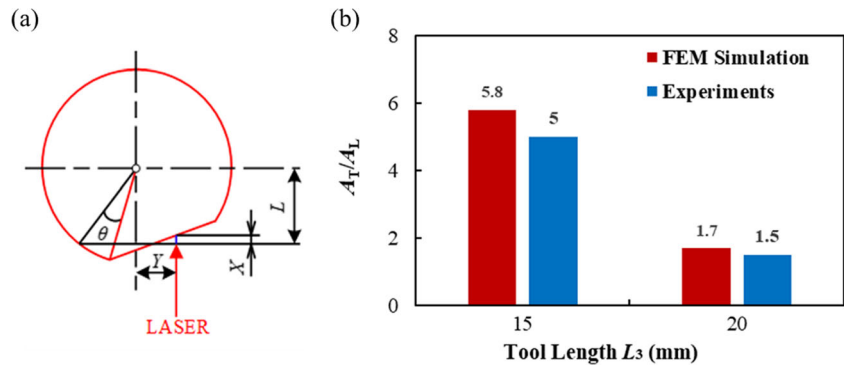 (a)
θ
L
Y
X
LASER
(b)
8
6
4
2
0
A_T/A_L
FEM Simulation
Experiments
5.8
5
1.7
1.5
15
20
Tool Length L₃ (mm)